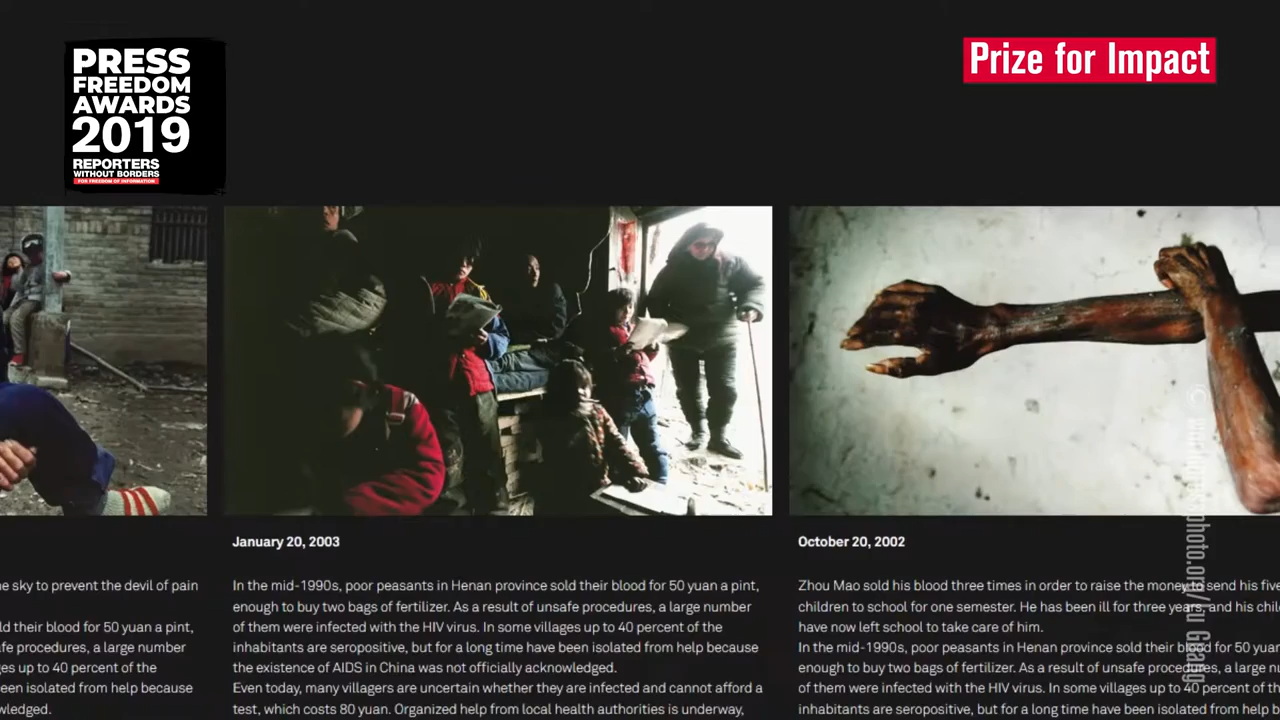 PRESS
FREEDOM
AWARDS
2019
REPORTERS
WITHOUT BORDERS
FOR FREEDOM OF INFORMATION
Prize for Impact
e sky to prevent the devil of pain
ld their blood for 50 yuan a pint,
fe procedures, a large number
es up to 40 percent of the
een isolated from help because
wledged.
January 20, 2003
In the mid-1990s, poor peasants in Henan province sold their blood for 50 yuan a pint,
enough to buy two bags of fertilizer. As a result of unsafe procedures, a large number
of them were infected with the HIV virus. In some villages up to 40 percent of the
inhabitants are seropositive, but for a long time have been isolated from help because
the existence of AIDS in China was not officially acknowledged.
Even today, many villagers are uncertain whether they are infected and cannot afford a
test, which costs 80 yuan. Organized help from local health authorities is underway,
October 20, 2002
Zhou Mao sold his blood three times in order to raise the money to send his five
children to school for one semester. He has been ill for three years, and his chil
have now left school to take care of him.
In the mid-1990s, poor peasants in Henan province sold their blood for 50 yuan
enough to buy two bags of fertilizer. As a result of unsafe procedures, a large nu
of them were infected with the HIV virus. In some villages up to 40 percent of the
inhabitants are seropositive, but for a long time have been isolated from help b